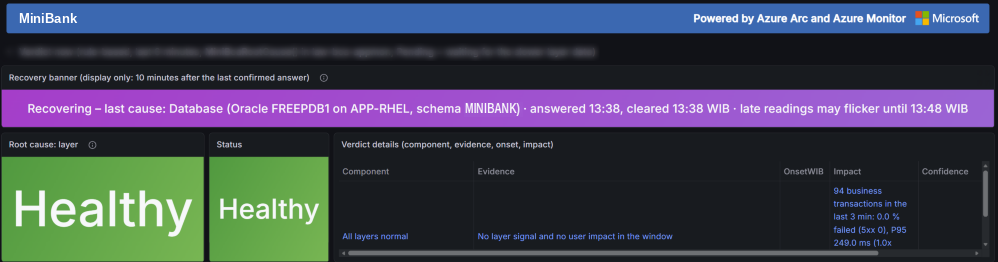 MiniBank
Powered by Azure Arc and Azure Monitor Microsoft
Recovery banner (display only: 10 minutes after the last confirmed answer)
Recovering – last cause: Database (Oracle FREEPDB1 on APP-RHEL, schema MINIBANK) · answered 13:38, cleared 13:38 WIB · late readings may flicker until 13:48 WIB
Root cause: layer
Healthy
Status
Healthy
Verdict details (component, evidence, onset, impact)
Component Evidence OnsetWIB Impact Confidence
94 business
transactions in the
last 3 min: 0.0 %
failed (5xx 0), P95
All layers normal No layer signal and no user impact in the window 249.0 ms (1.0x